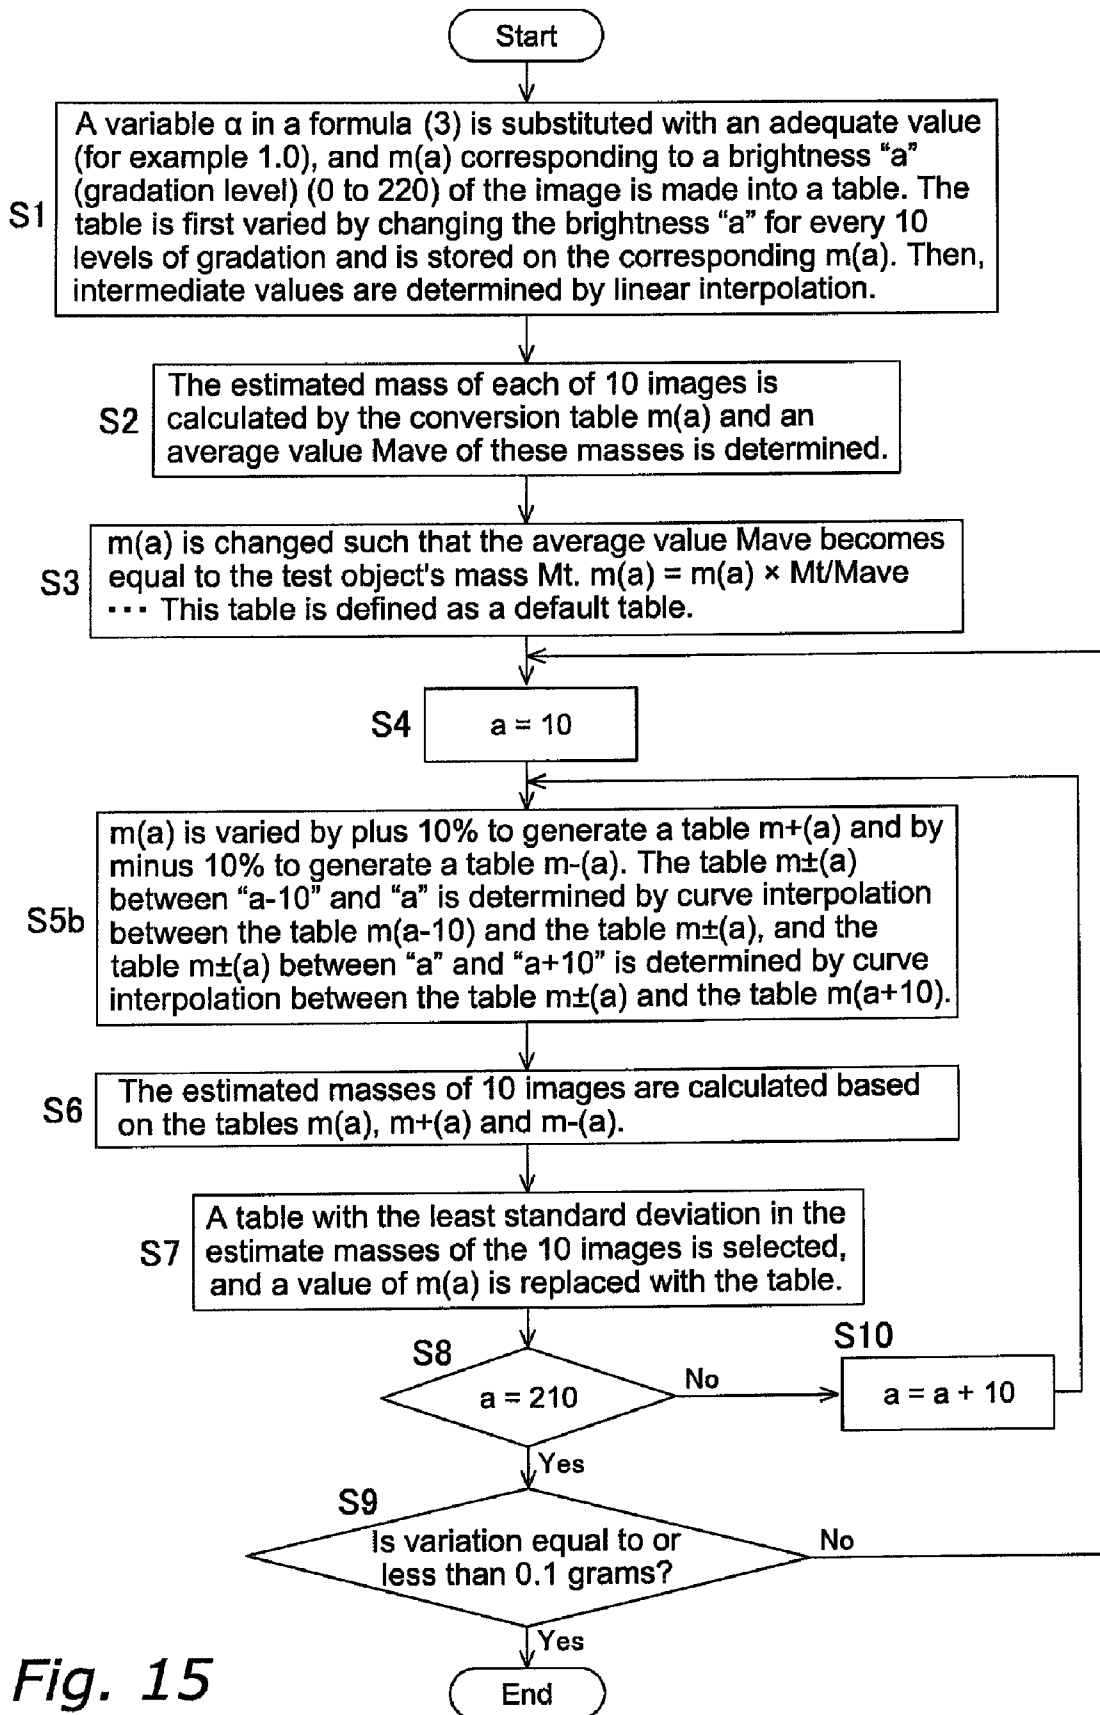 Start
S1
A variable α in a formula (3) is substituted with an adequate value
(for example 1.0), and m(a) corresponding to a brightness “a”
(gradation level) (0 to 220) of the image is made into a table. The
table is first varied by changing the brightness “a” for every 10
levels of gradation and is stored on the corresponding m(a). Then,
intermediate values are determined by linear interpolation.
S2
The estimated mass of each of 10 images is
calculated by the conversion table m(a) and an
average value Mave of these masses is determined.
S3
m(a) is changed such that the average value Mave becomes
equal to the test object's mass Mt. m(a) = m(a) × Mt/Mave
··· This table is defined as a default table.
S4
a = 10
S5b
m(a) is varied by plus 10% to generate a table m+(a) and by
minus 10% to generate a table m-(a). The table m±(a)
between “a-10” and “a” is determined by curve interpolation
between the table m(a-10) and the table m±(a), and the
table m±(a) between “a” and “a+10” is determined by curve
interpolation between the table m±(a) and the table m(a+10).
S6
The estimated masses of 10 images are calculated based
on the tables m(a), m+(a) and m-(a).
S7
A table with the least standard deviation in the
estimate masses of the 10 images is selected,
and a value of m(a) is replaced with the table.
S8
a = 210
No
S10
a = a + 10
Yes
S9
Is variation equal to or
less than 0.1 grams?
No
Yes
End
Fig. 15